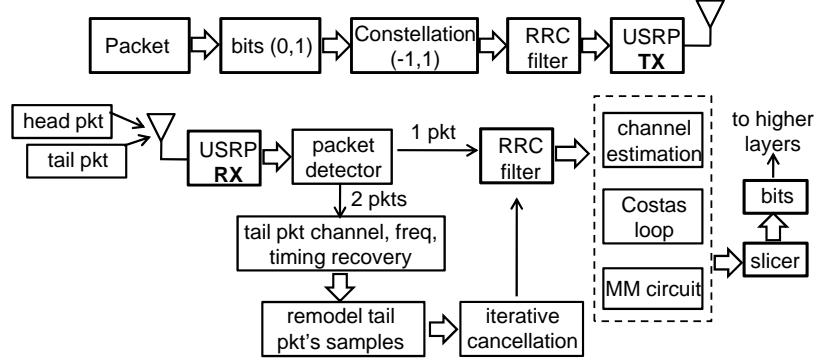 Packet
bits (0,1)
Constellation
(-1,1)
RRC
filter
USRP
TX
head pkt
tail pkt
USRP
RX
packet
detector
1 pkt
2 pkts
RRC
filter
channel
estimation
Costas
loop
MM circuit
to higher
layers
bits
slicer
tail pkt channel, freq,
timing recovery
remodel tail
pkt's samples
iterative
cancellation